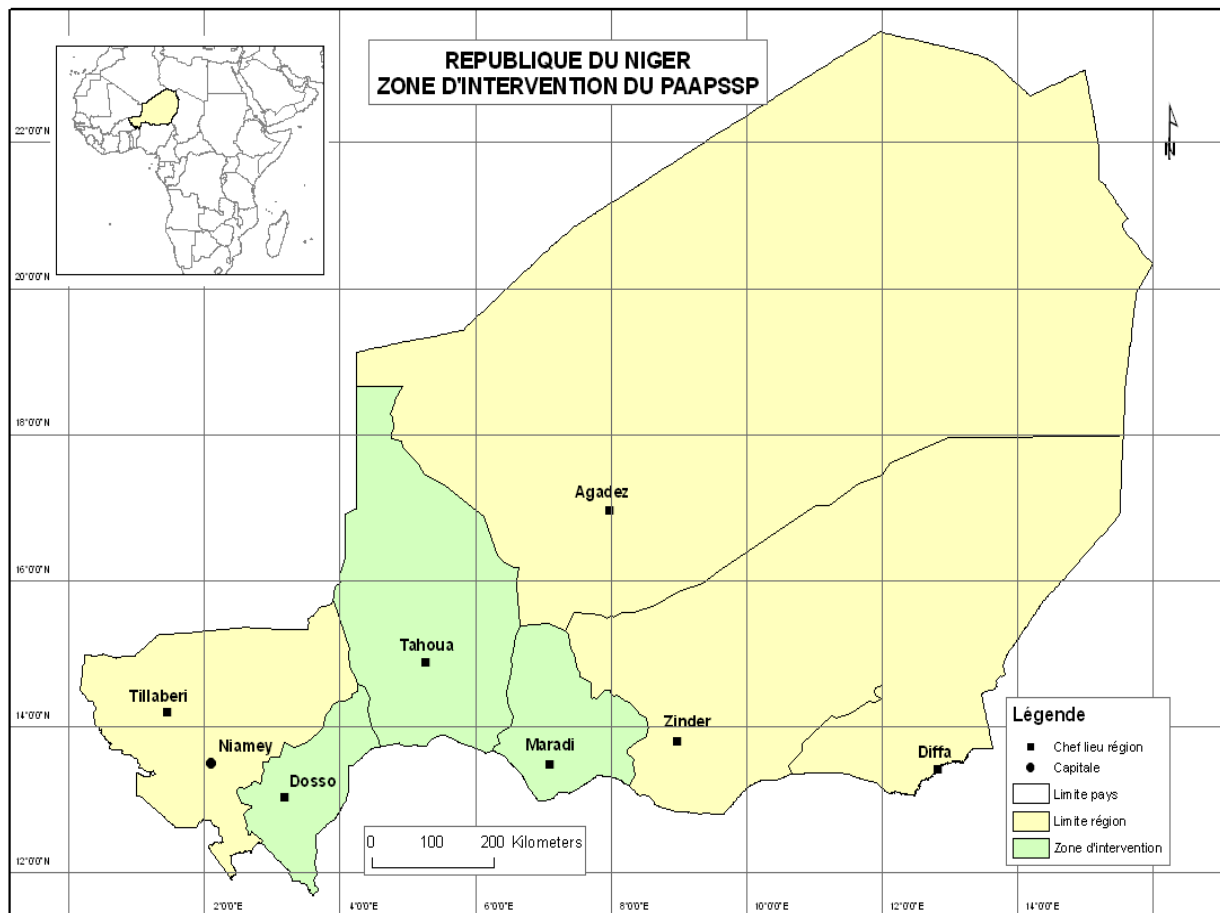 REPUBLIQUE DU NIGER
ZONE D'INTERVENTION DU PAAPSSP
N
22°0'0"N
20°0'0"N
18°0'0"N
16°0'0"N
14°0'0"N
12°0'0"N
Agadez
Tahoua
Tillaberi
Niamey
Dosso
Maradi
Zinder
Diffa
Légende
Chef lieu région
Capitale
Limite pays
Limite région
Zone d'intervention
0 100 200 Kilometers
2°0'0"E 4°0'0"E 6°0'0"E 8°0'0"E 10°0'0"E 12°0'0"E 14°0'0"E